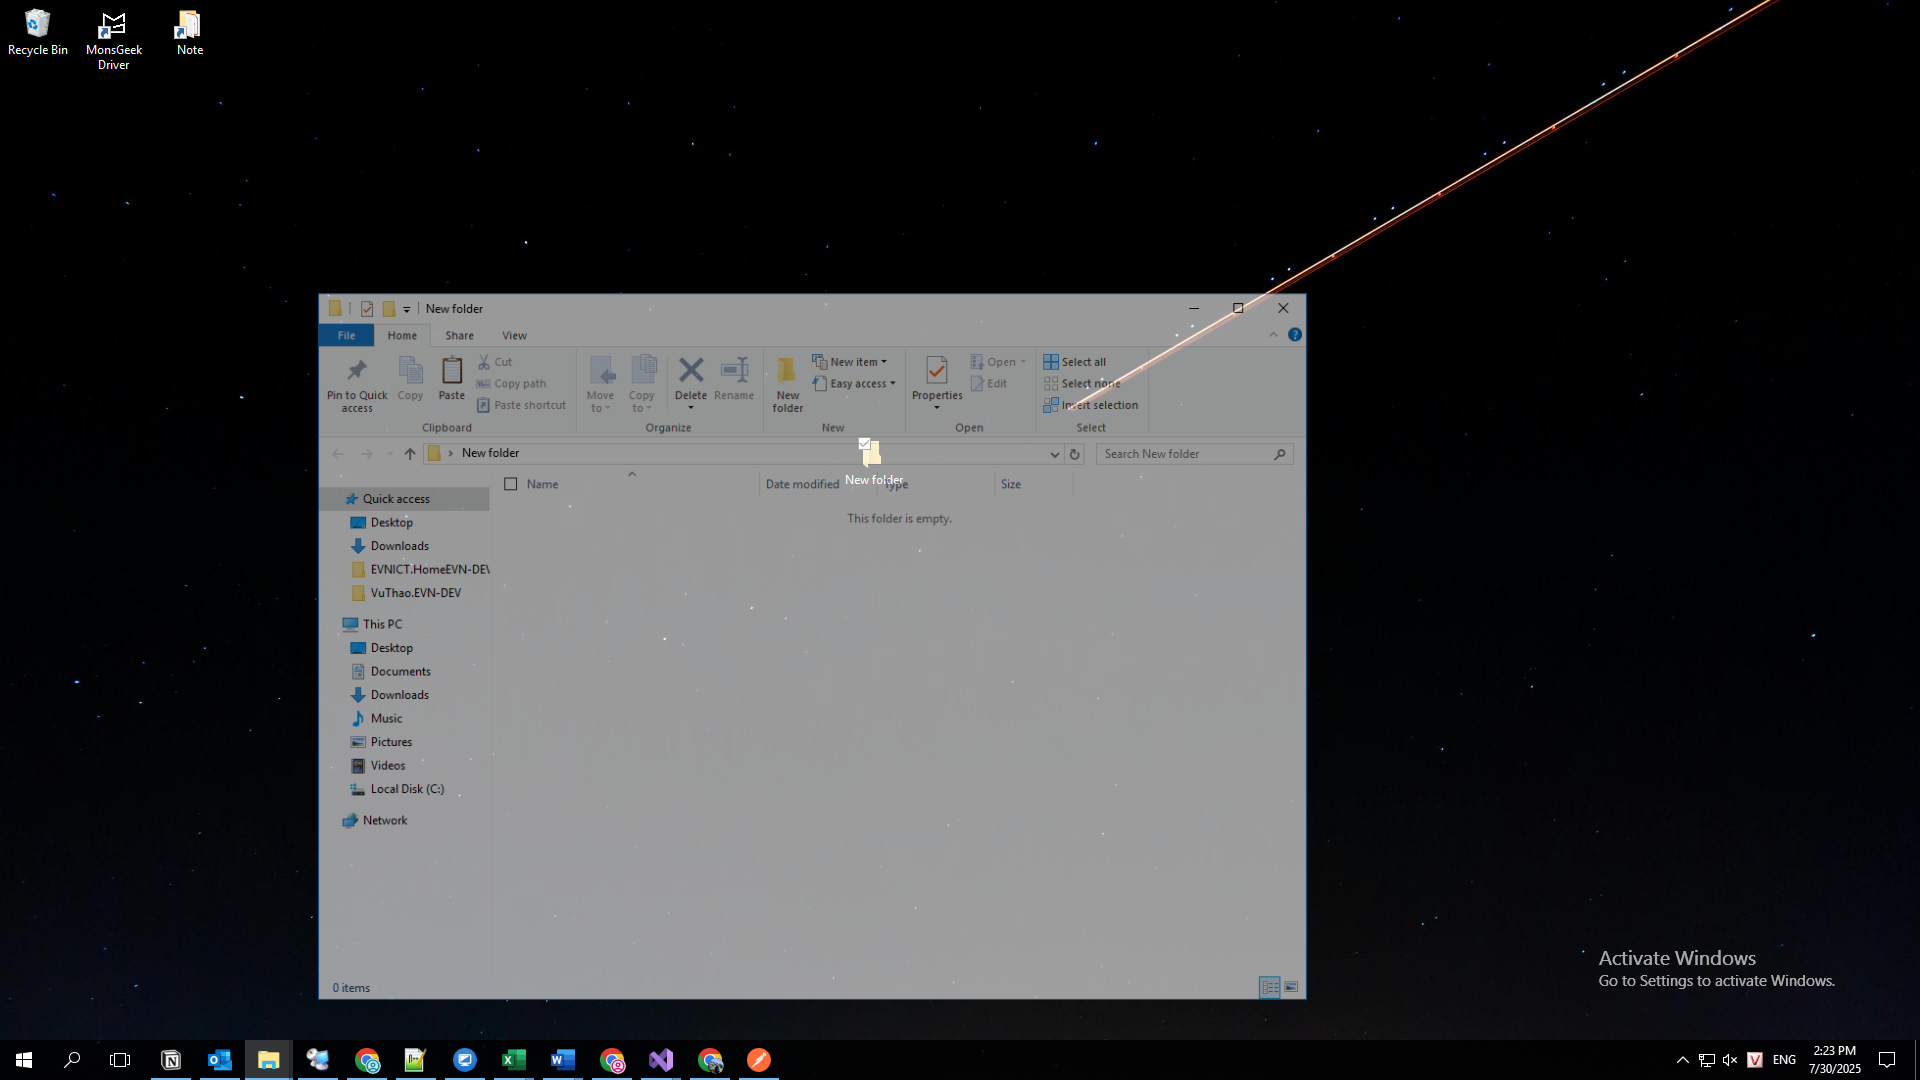 Recycle Bin
MonsGeek
Driver
Note
New folder
File
Home
Share
View
Pin to Quick
access
Copy
Paste
Cut
Copy path
Paste shortcut
Clipboard
Move
to
Copy
to
Delete
Rename
Organize
New
folder
New item
Easy access
New
Properties
Open
Edit
Open
Select all
Select none
Invert selection
Select
New folder
Search New folder
New folder
Name
Date modified
Type
Size
This folder is empty.
Quick access
Desktop
Downloads
EVNICT.HomeEVN-DEV
VuThao.EVN-DEV
This PC
Desktop
Documents
Downloads
Music
Pictures
Videos
Local Disk (C:)
Network
0 items
Activate Windows
Go to Settings to activate Windows.
ENG
2:23 PM
7/30/2025